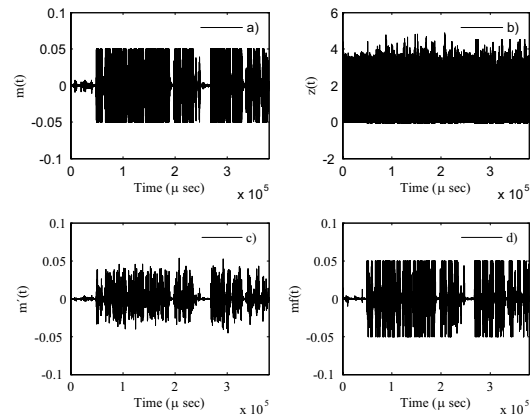 0.1
0.05
0
-0.05
-0.1
m(t)
a)
0 1 2 3
Time (µ sec)
x 10^5
6
4
2
0
-2
z(t)
b)
0 1 2 3
Time (µ sec)
x 10^5
0.1
0.05
0
-0.05
-0.1
m´(t)
c)
0 1 2 3
Time (µ sec)
x 10^5
0.1
0.05
0
-0.05
-0.1
mf(t)
d)
0 1 2 3
Time (µ sec)
x 10^5